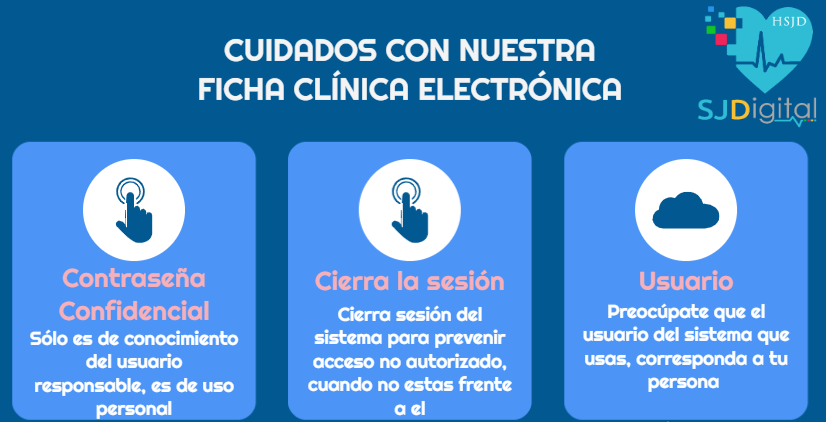 CUIDADOS CON NUESTRA
FICHA CLÍNICA ELECTRÓNICA
HSJD
SJDigital
Contraseña
Confidencial
Sólo es de conocimiento
del usuario
responsable, es de uso
personal
Cierra la sesión
Cierra sesión del
sistema para prevenir
acceso no autorizado,
cuando no estas frente
a el
Usuario
Preocúpate que el
usuario del sistema que
usas, corresponda a tu
persona